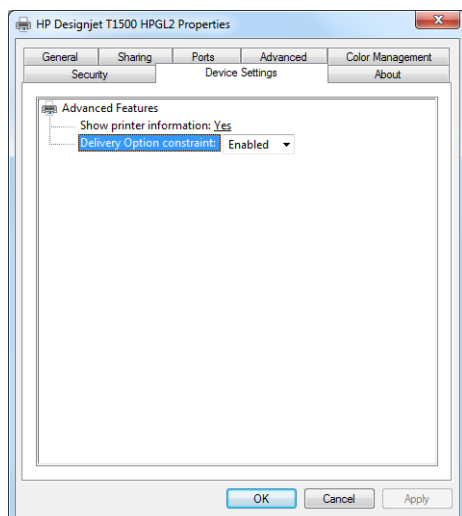 HP Designjet T1500 HPGL2 Properties
General Sharing Ports Advanced Color Management
Security Device Settings About
Advanced Features
Show printer information: Yes
Delivery Option constraint: Enabled
OK Cancel Apply